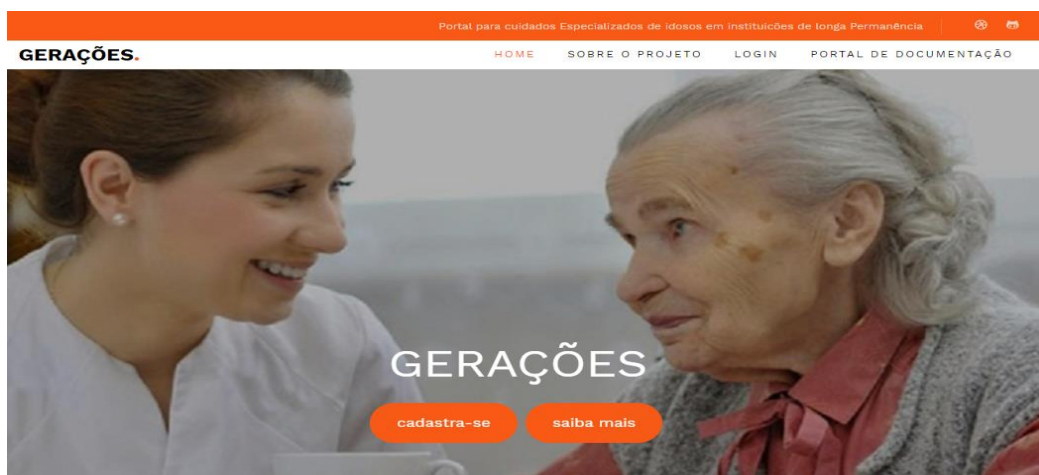 Portal para cuidados Especializados de idosos em instituicões de longa Permanência
GERAÇÕES.
HOME SOBRE O PROJETO LOGIN PORTAL DE DOCUMENTAÇÃO
GERAÇÕES
cadastra-se saiba mais